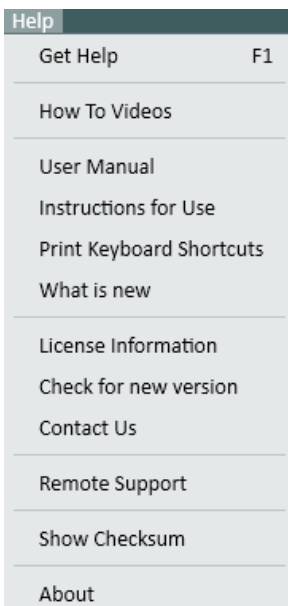 Help
Get Help F1
How To Videos
User Manual
Instructions for Use
Print Keyboard Shortcuts
What is new
License Information
Check for new version
Contact Us
Remote Support
Show Checksum
About